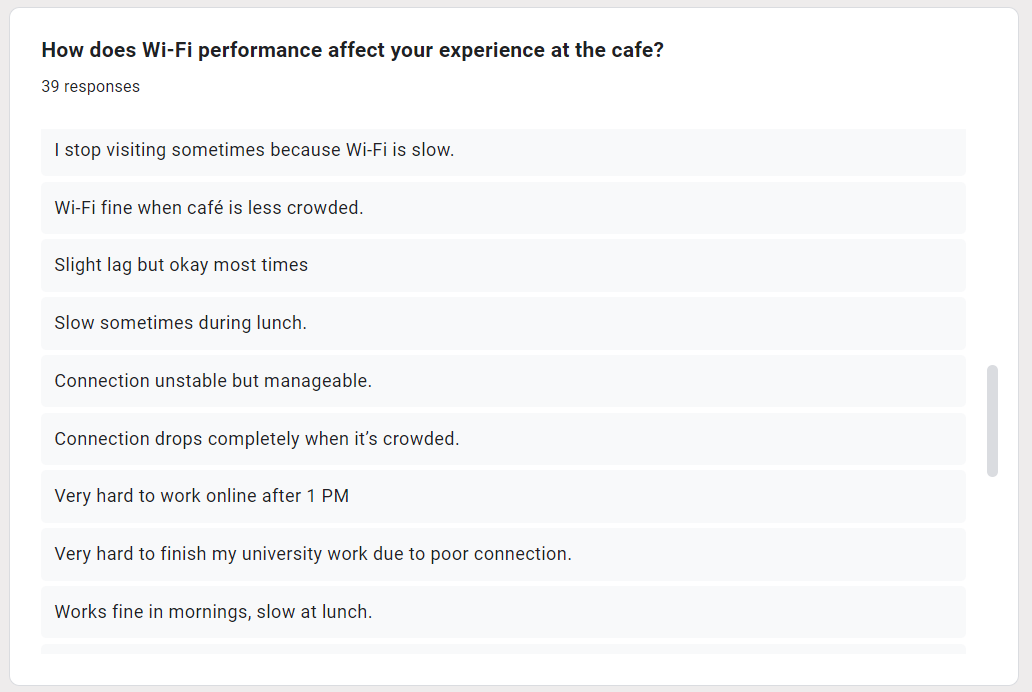 How does Wi-Fi performance affect your experience at the cafe?
39 responses
I stop visiting sometimes because Wi-Fi is slow.
Wi-Fi fine when café is less crowded.
Slight lag but okay most times
Slow sometimes during lunch.
Connection unstable but manageable.
Connection drops completely when it’s crowded.
Very hard to work online after 1 PM
Very hard to finish my university work due to poor connection.
Works fine in mornings, slow at lunch.